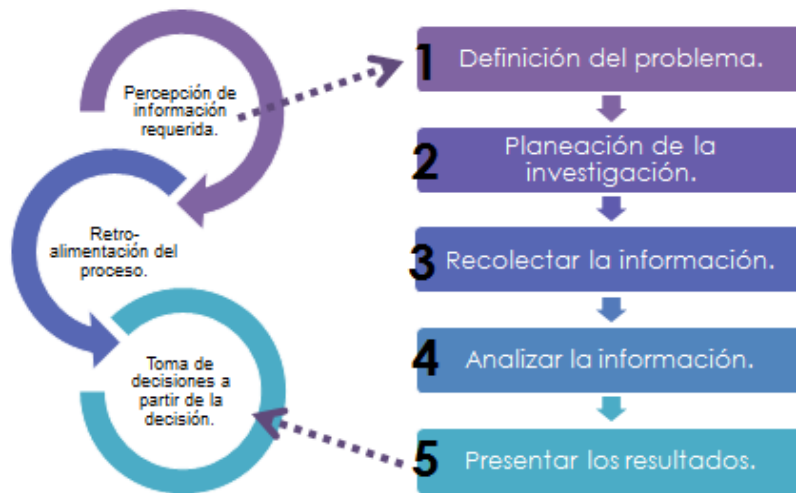 Percepción de
información
requerida.
Retro-
alimentación del
proceso.
Toma de
decisiones a
partir de la
decisión.
1 Definición del problema.
2 Planeación de la
investigación.
3 Recolectar la información.
4 Analizar la información.
5 Presentar los resultados.